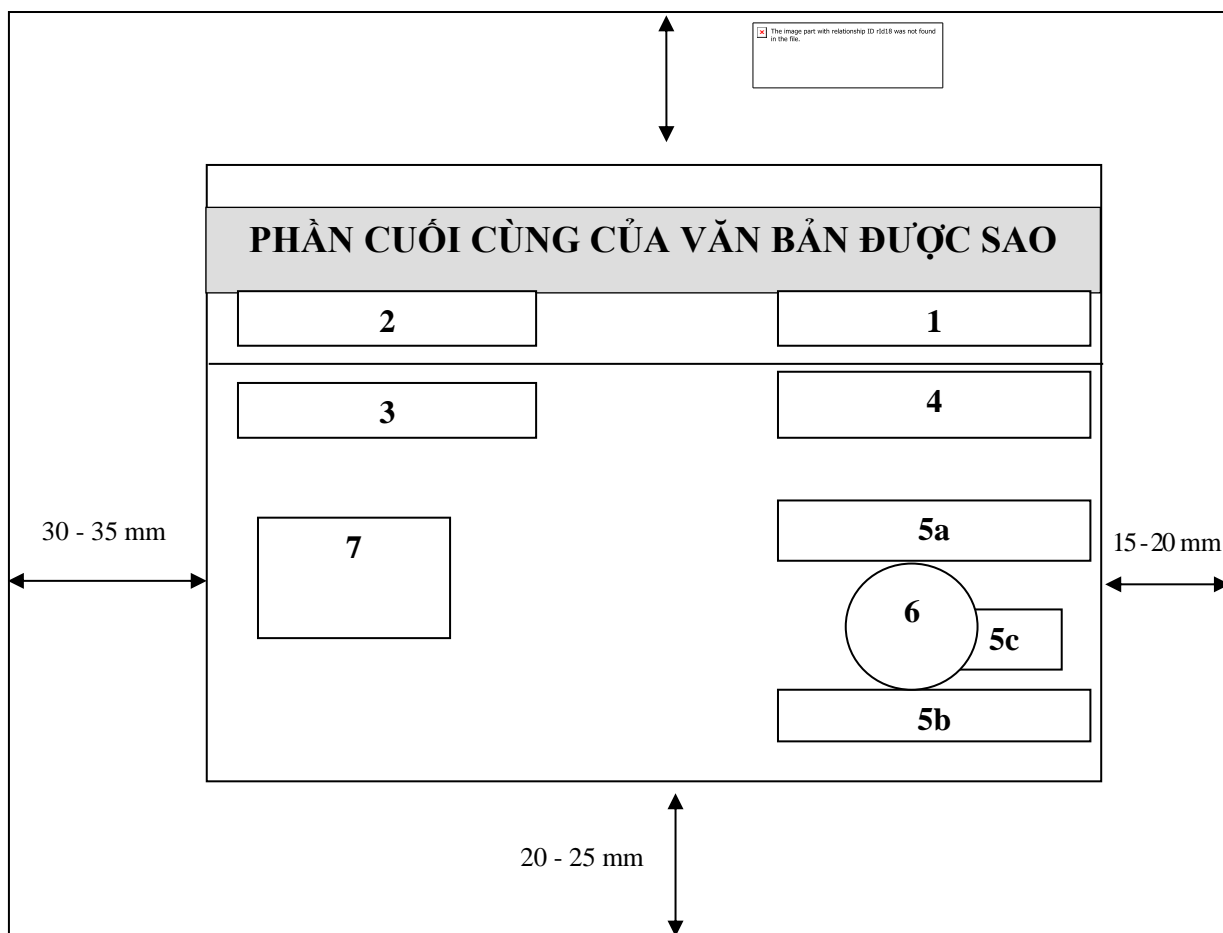 The image part with relationship ID rId18 was not found
in the file.
PHẦN CUỐI CÙNG CỦA VĂN BẢN ĐƯỢC SAO
2
1
3
4
30 - 35 mm
7
5a
15-20 mm
6
5c
5b
20 - 25 mm